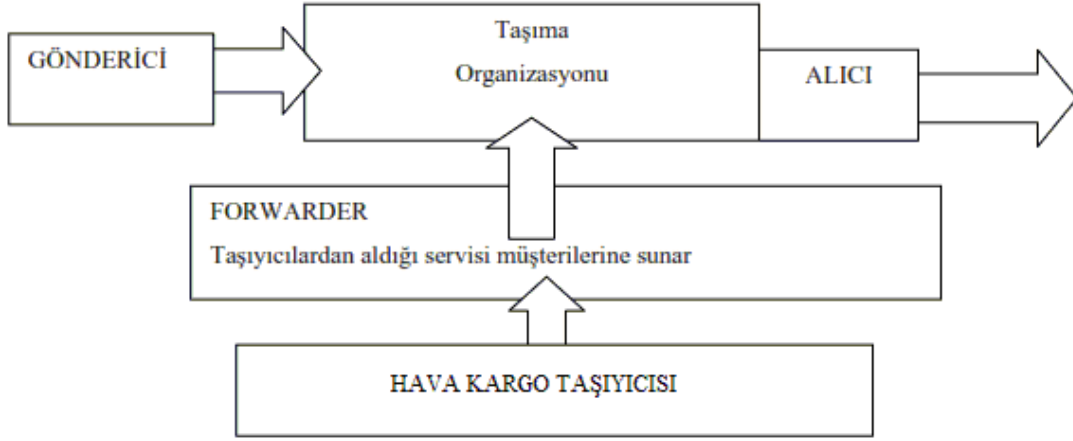 GÖNDERİCİ
Taşıma
Organizasyonu
ALICI
FORWARDER
Taşıyıcılardan aldığı servisi müşterilerine sunar
HAVA KARGO TAŞIYICISI